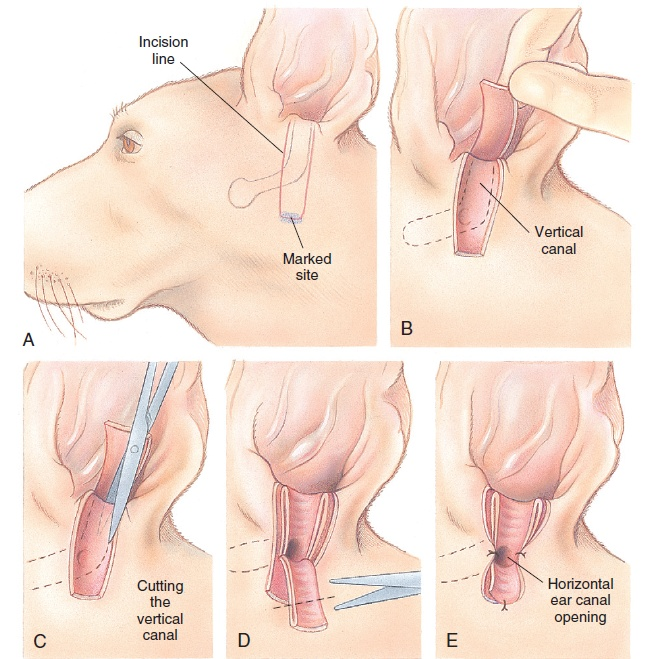 Incision
line
Marked
site
A
Vertical
canal
B
Cutting
the
vertical
canal
C
D
Horizontal
ear canal
opening
E